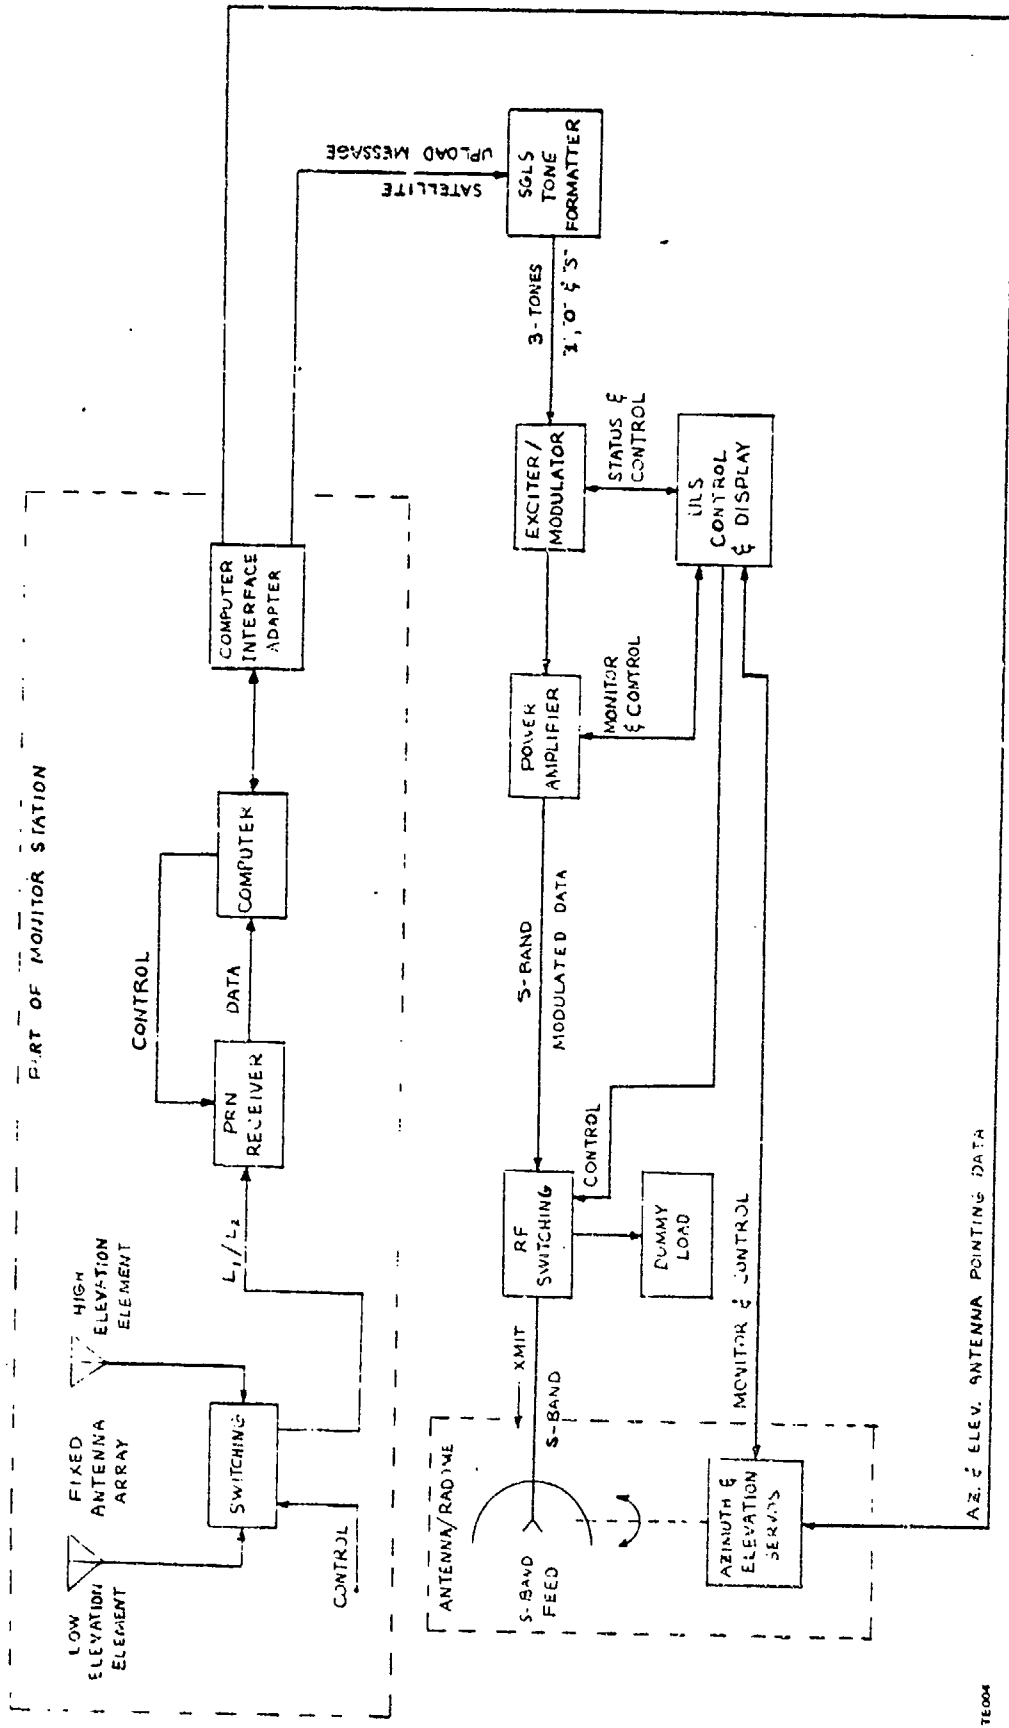 PART OF MONITOR STATION
LOW
ELEVATION
ELEMENT
FIXED
ANTENNA
ARRAY
HIGH
ELEVATION
ELEMENT
SWITCHING
CONTROL
L1/L2
CONTROL
PRN
RECEIVER
DATA
COMPUTER
COMPUTER
INTERFACE
ADAPTER
SATELLITE
UPLOAD MESSAGE
ANTENNA/RADOME
S-BAND
FEED
XMIT
S-BAND
RF
SWITCHING
S-BAND
MODULATED DATA
POWER
AMPLIFIER
EXCITER/
MODULATOR
3-TONES
"1", "0" & "S"
SGLS
TONE
FORMATTER
CONTROL
DUMMY
LOAD
MONITOR
& CONTROL
STATUS &
CONTROL
ULS
CONTROL
& DISPLAY
AZIMUTH &
ELEVATION
SERVOS
MONITOR & CONTROL
AZ. & ELEV. ANTENNA POINTING DATA
TE004